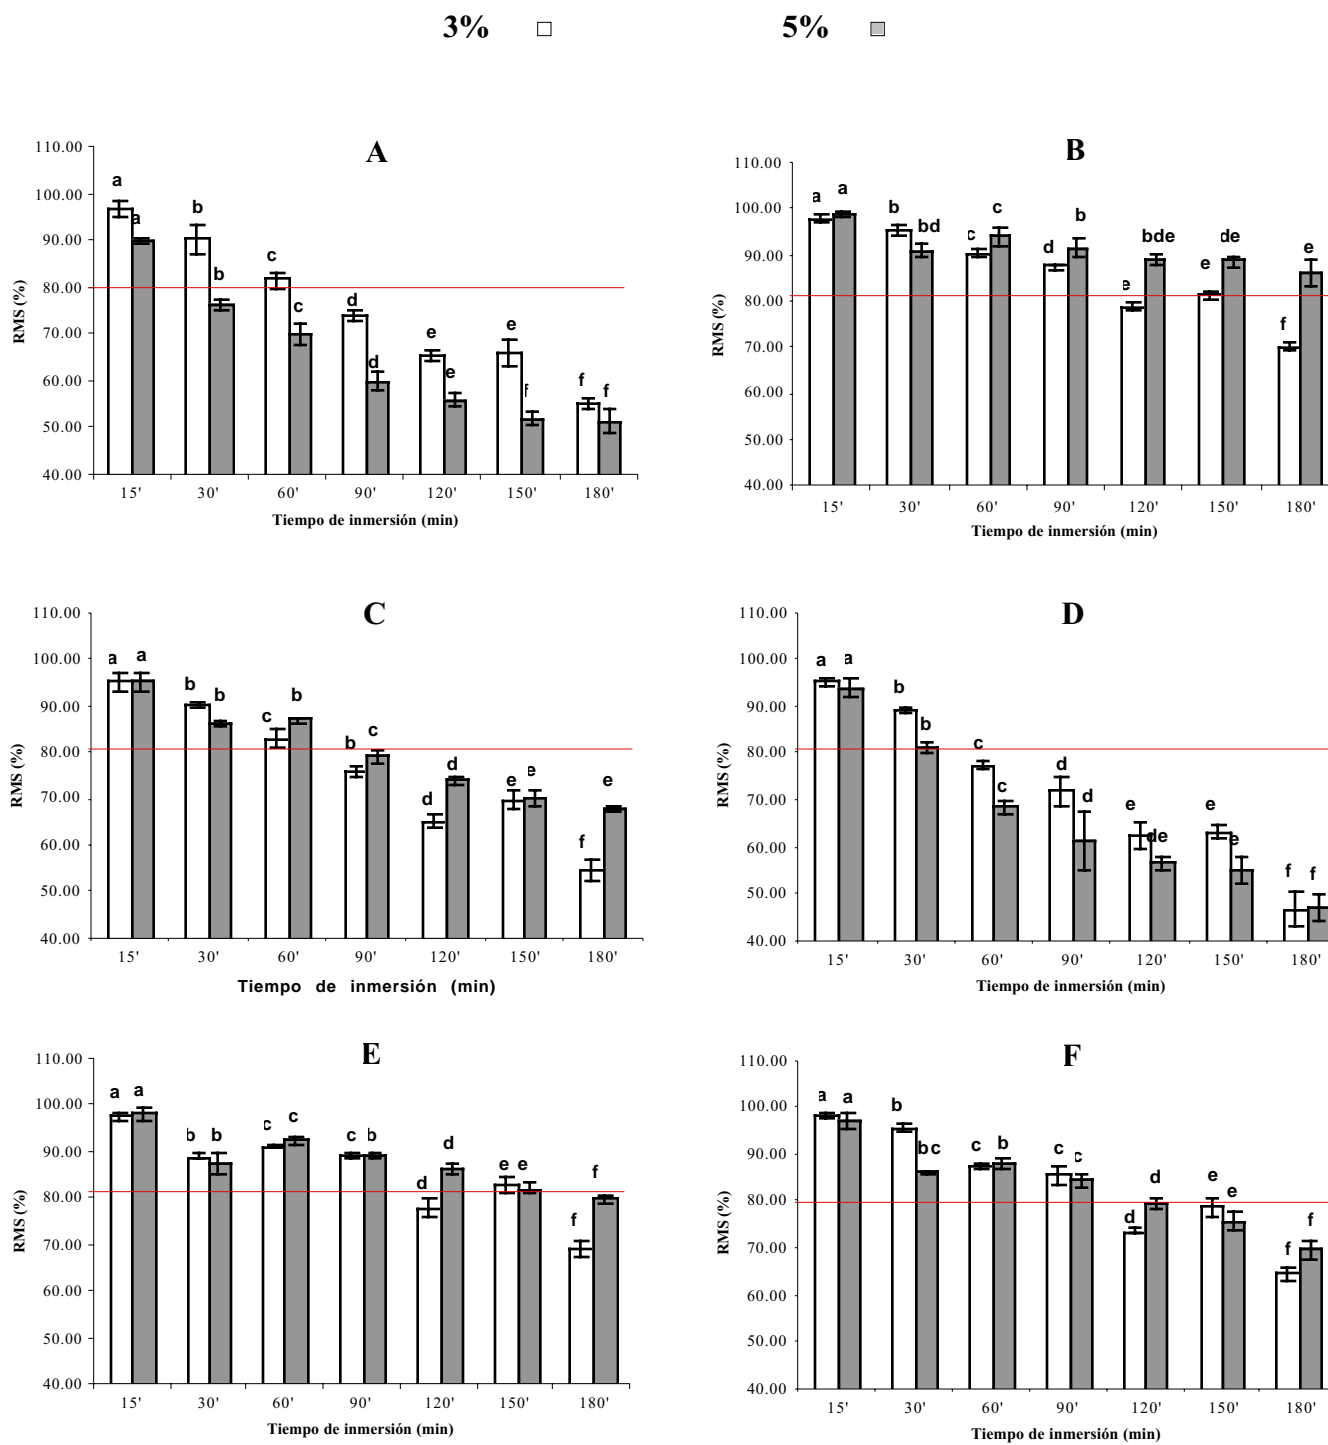 3% 5%
A
110.00
100.00
90.00
80.00
70.00
60.00
50.00
40.00
RMS (%)
a a b b c c d d e e e f f f
15' 30' 60' 90' 120' 150' 180'
Tiempo de inmersión (min)
B
110.00
100.00
90.00
80.00
70.00
60.00
50.00
40.00
RMS (%)
a a b bd c c d b e bde e de f e
15' 30' 60' 90' 120' 150' 180'
Tiempo de inmersión (min)
C
110.00
100.00
90.00
80.00
70.00
60.00
50.00
40.00
RMS (%)
a a b b c b b c d d e e f e
15' 30' 60' 90' 120' 150' 180'
Tiempo de inmersión (min)
D
110.00
100.00
90.00
80.00
70.00
60.00
50.00
40.00
RMS (%)
a a b b c c d d e de e e f f
15' 30' 60' 90' 120' 150' 180'
Tiempo de inmersión (min)
E
110.00
100.00
90.00
80.00
70.00
60.00
50.00
40.00
RMS (%)
a a b b c c c b d d e e f f
15' 30' 60' 90' 120' 150' 180'
Tiempo de inmersión (min)
F
110.00
100.00
90.00
80.00
70.00
60.00
50.00
40.00
RMS (%)
a a b bc c b c c d d e e f f
15' 30' 60' 90' 120' 150' 180'
Tiempo de inmersión (min)